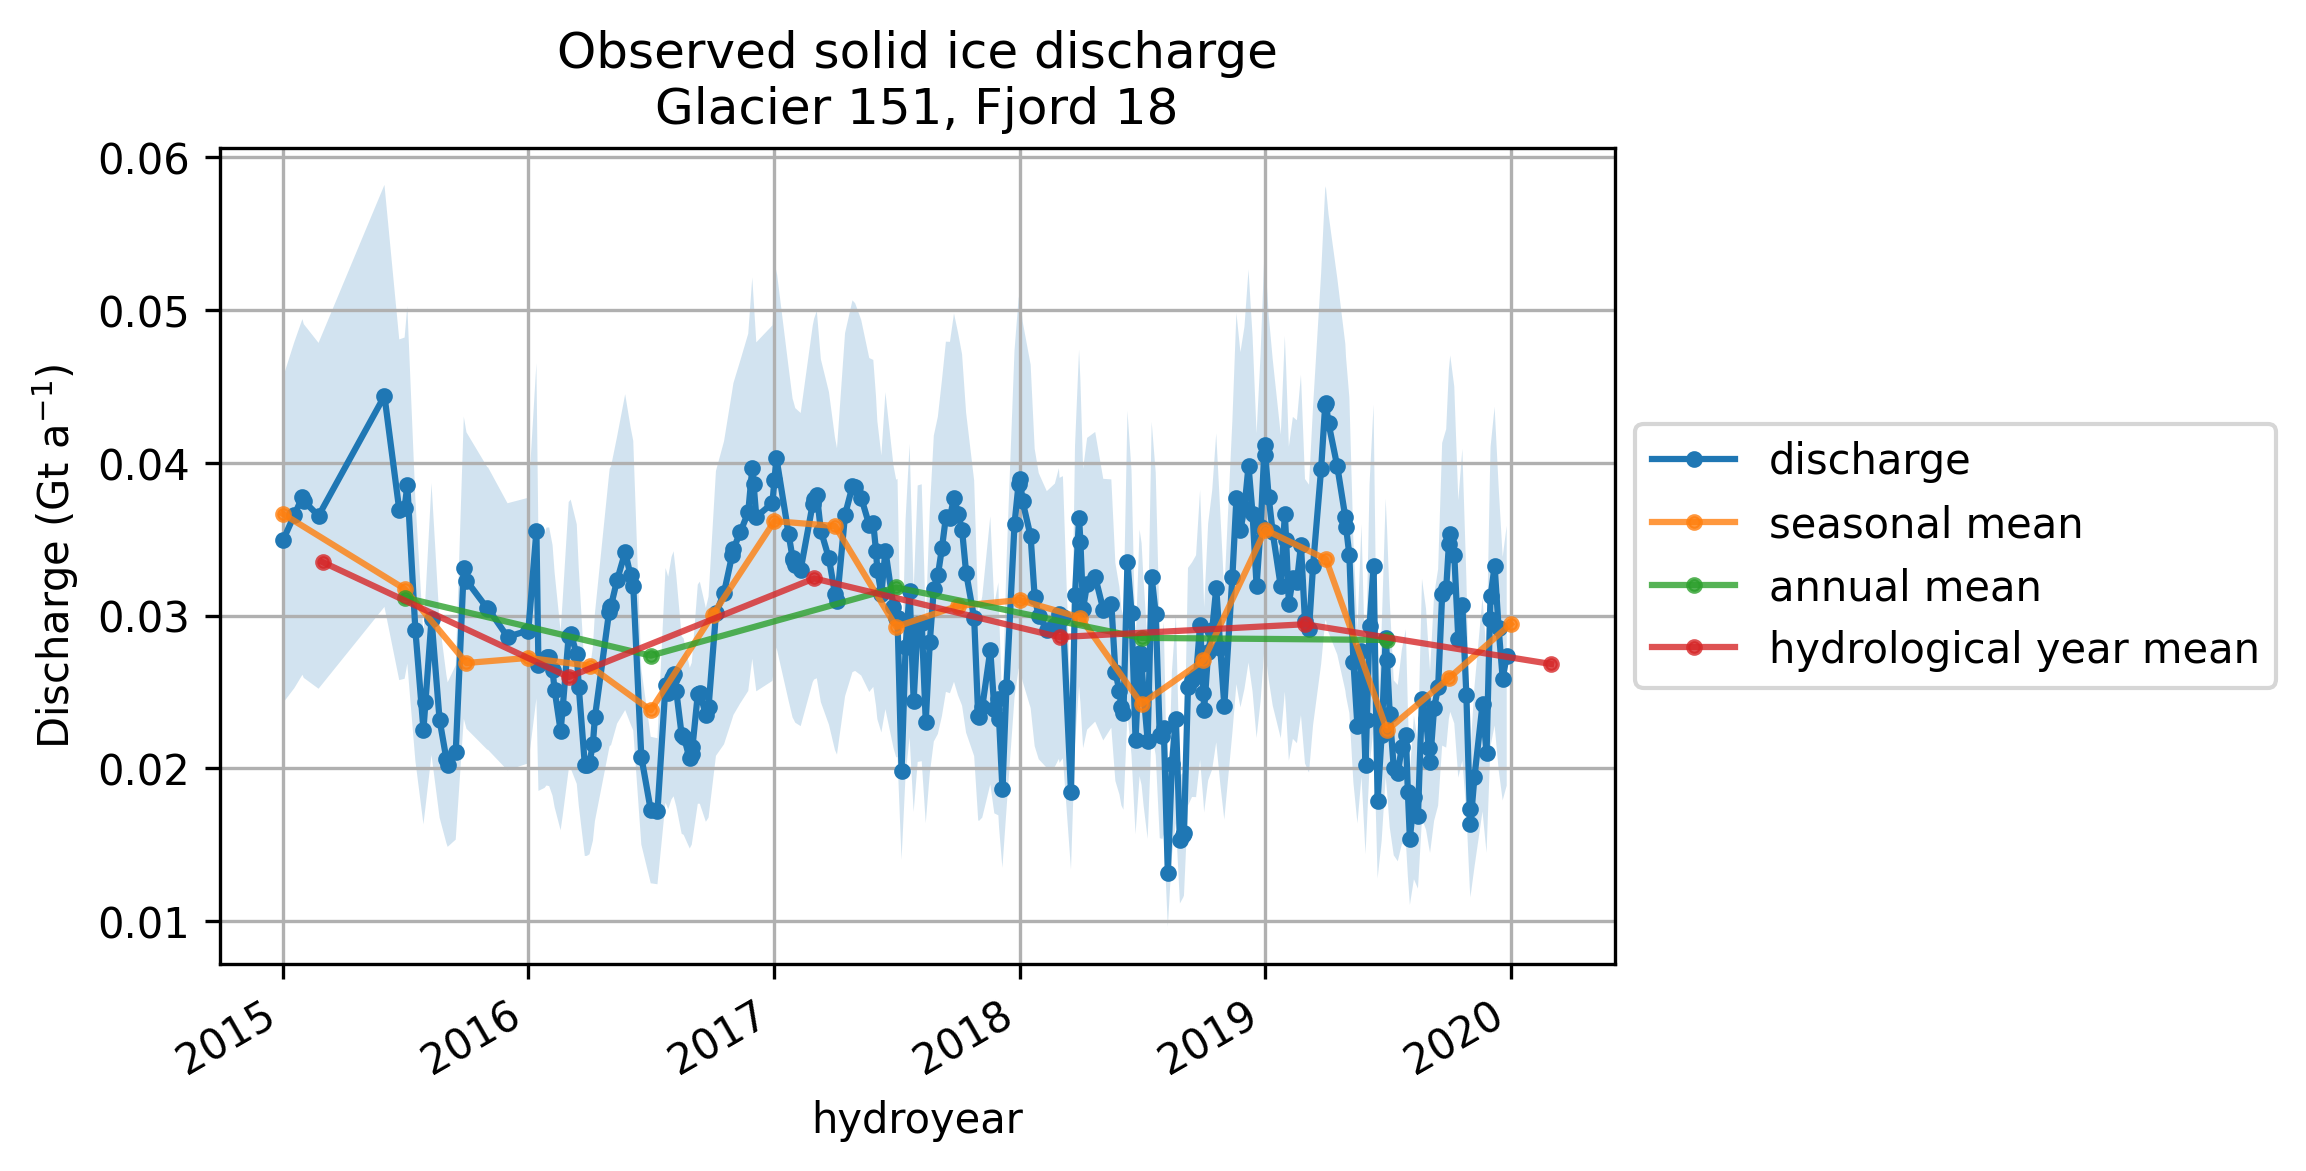 Observed solid ice discharge
Glacier 151, Fjord 18
Discharge (Gt a⁻¹)
0.06
0.05
0.04
0.03
0.02
0.01
2015
2016
2017
2018
2019
2020
hydroyear
discharge
seasonal mean
annual mean
hydrological year mean